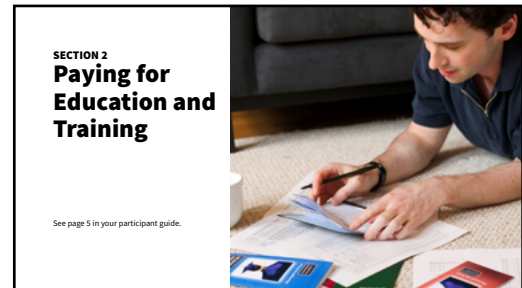 SECTION 2
Paying for
Education and
Training
See page 5 in your participant guide.